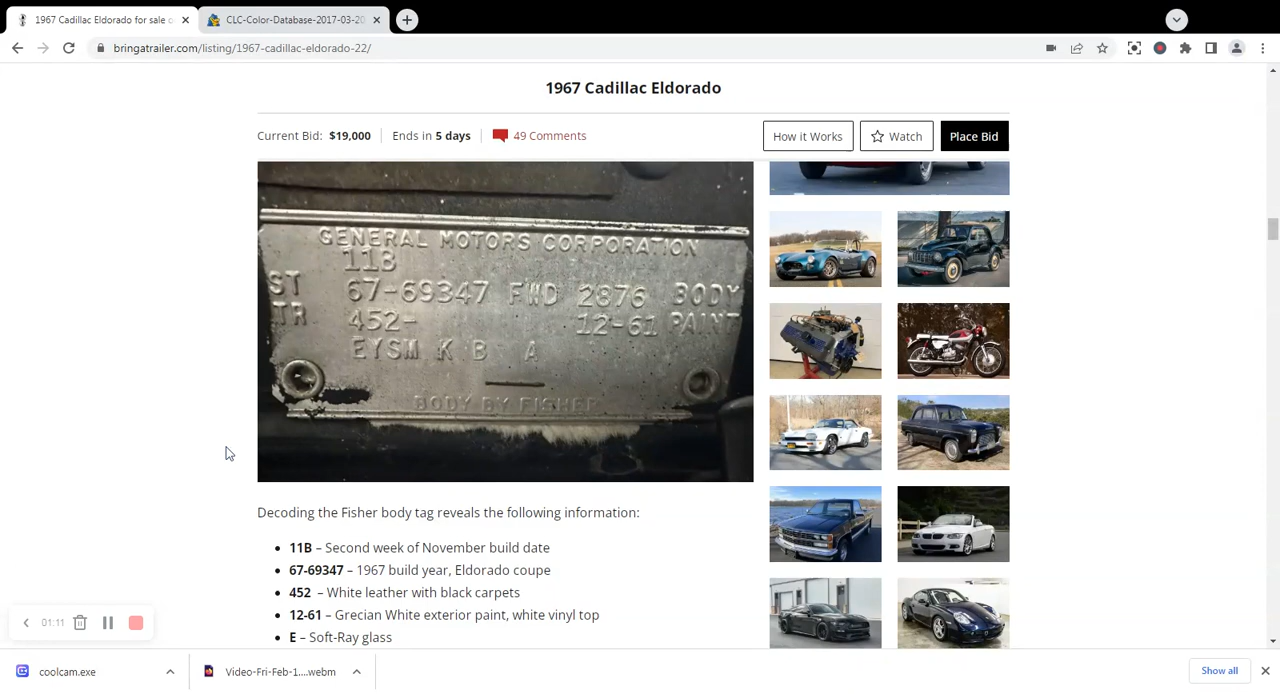 1967 Cadillac Eldorado for sale o
CLC-Color-Database-2017-03-20
bringatrailer.com/listing/1967-cadillac-eldorado-22/
1967 Cadillac Eldorado
Current Bid: $19,000 Ends in 5 days 49 Comments How it Works Watch Place Bid
GENERAL MOTORS CORPORATION
11B
ST 67-69347 FWD 2876 BODY
TR 452- 12-61 PAINT
EYSM K B A
BODY BY FISHER
Decoding the Fisher body tag reveals the following information:
• 11B – Second week of November build date
• 67-69347 – 1967 build year, Eldorado coupe
• 452 – White leather with black carpets
• 12-61 – Grecian White exterior paint, white vinyl top
• E – Soft-Ray glass
01:11
coolcam.exe
Video-Fri-Feb-1....webm
Show all